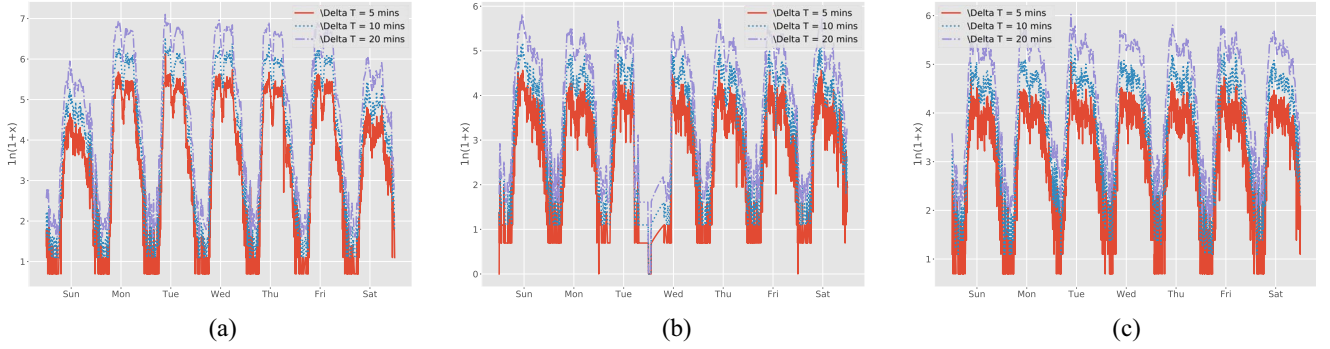 \Delta T = 5 mins
\Delta T = 10 mins
\Delta T = 20 mins
7
6
5
4
3
2
1
ln(1+x)
Sun Mon Tue Wed Thu Fri Sat
(a)
\Delta T = 5 mins
\Delta T = 10 mins
\Delta T = 20 mins
6
5
4
3
2
1
0
ln(1+x)
Sun Mon Tue Wed Thu Fri Sat
(b)
\Delta T = 5 mins
\Delta T = 10 mins
\Delta T = 20 mins
6
5
4
3
2
1
ln(1+x)
Sun Mon Tue Wed Thu Fri Sat
(c)